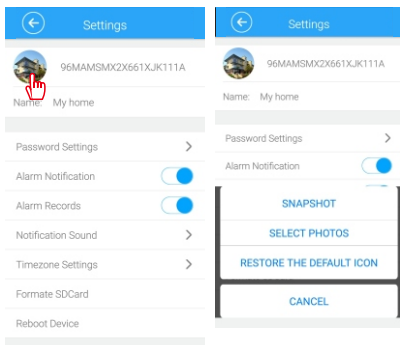 Settings
96MAMSMX2X661XJK111A
Name: My home
Password Settings
Alarm Notification
Alarm Records
Notification Sound
Timezone Settings
Formate SDCard
Reboot Device
Settings
96MAMSMX2X661XJK111A
Name: My home
Password Settings
Alarm Notification
SNAPSHOT
SELECT PHOTOS
RESTORE THE DEFAULT ICON
CANCEL